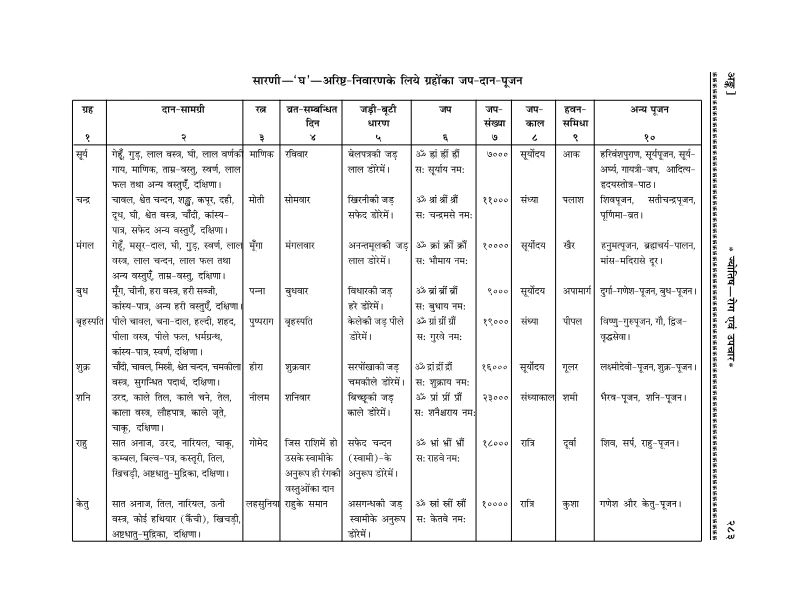 सारणी—'घ'—अरिष्ट-निवारणके लिये ग्रहोंका जप-दान-पूजन
ग्रह | दान-सामग्री | रत्न | व्रत-सम्बन्धित दिन | जड़ी-बूटी धारण | जप | जप-संख्या | जप-काल | हवन-समिधा | अन्य पूजन
१ | २ | ३ | ४ | ५ | ६ | ७ | ८ | ९ | १०
सूर्य | गेहूँ, गुड़, लाल वस्त्र, घी, लाल वर्णकी | माणिक | रविवार | बेलपत्रकी जड़ | ॐ ह्रां ह्रीं ह्रौं | ७००० | सूर्योदय | आक | हरिवंशपुराण, सूर्यपूजन, सूर्य-
गाय, माणिक, ताम्र-वस्तु, स्वर्ण, लाल | लाल डोरेमें। | स: सूर्याय नम: | अर्घ्य, गायत्री-जप, आदित्य-
फल तथा अन्य वस्तुएँ, दक्षिणा। | हृदयस्तोत्र-पाठ।
चन्द्र | चावल, श्वेत चन्दन, शङ्ख, कपूर, दही, | मोती | सोमवार | खिरनीकी जड़ | ॐ श्रां श्रीं श्रौं | ११००० | संध्या | पलाश | शिवपूजन, सतीचन्द्रपूजन,
दूध, घी, श्वेत वस्त्र, चाँदी, कांस्य- | सफेद डोरेमें। | स: चन्द्रमसे नम: | पूर्णिमा-व्रत।
पात्र, सफेद अन्य वस्तुएँ, दक्षिणा।
मंगल | गेहूँ, मसूर-दाल, घी, गुड़, स्वर्ण, लाल | मूँगा | मंगलवार | अनन्तमूलकी जड़ | ॐ क्रां क्रीं क्रौं | १०००० | सूर्योदय | खैर | हनुमत्पूजन, ब्रह्मचर्य-पालन,
वस्त्र, लाल चन्दन, लाल फल तथा | लाल डोरेमें। | स: भौमाय नम: | मांस-मदिरासे दूर।
अन्य वस्तुएँ, ताम्र-वस्तु, दक्षिणा।
बुध | मूँग, चीनी, हरा वस्त्र, हरी सब्जी, | पन्ना | बुधवार | विधारकी जड़ | ॐ ब्रां ब्रीं ब्रौं | ९००० | सूर्योदय | अपामार्ग | दुर्गा-गणेश-पूजन, बुध-पूजन।
कांस्य-पात्र, अन्य हरी वस्तुएँ, दक्षिणा। | हरे डोरेमें। | स: बुधाय नम:
बृहस्पति | पीले चावल, चना-दाल, हल्दी, शहद, | पुष्पराग | बृहस्पति | केलेकी जड़ पीले | ॐ ग्रां ग्रीं ग्रौं | १९००० | संध्या | पीपल | विष्णु-गुरुपूजन, गौ, द्विज-
पीला वस्त्र, पीले फल, धर्मग्रन्थ, | डोरेमें। | स: गुरवे नम: | वृद्धसेवा।
कांस्य-पात्र, स्वर्ण, दक्षिणा।
शुक्र | चाँदी, चावल, मिस्री, श्वेत चन्दन, चमकीला | हीरा | शुक्रवार | सरपोंखाकी जड़ | ॐ द्रां द्रीं द्रौं | १६००० | सूर्योदय | गूलर | लक्ष्मीदेवी-पूजन, शुक्र-पूजन।
वस्त्र, सुगन्धित पदार्थ, दक्षिणा। | चमकीले डोरेमें। | स: शुक्राय नम:
शनि | उरद, काले तिल, काले चने, तेल, | नीलम | शनिवार | बिच्छूकी जड़ | ॐ प्रां प्रीं प्रौं | २३००० | संध्याकाल | शमी | भैरव-पूजन, शनि-पूजन।
काला वस्त्र, लौहपात्र, काले जूते, | काले डोरेमें। | स: शनैश्चराय नम:
चाकू, दक्षिणा।
राहु | सात अनाज, उरद, नारियल, चाकू, | गोमेद | जिस राशिमें हो | सफेद चन्दन | ॐ भ्रां भ्रीं भ्रौं | १८००० | रात्रि | दूर्वा | शिव, सर्प, राहु-पूजन।
कम्बल, बिल्व-पत्र, कस्तूरी, तिल, | उसके स्वामीके | (स्वामी)-के | स: राहवे नम:
खिचड़ी, अष्टधातु-मुद्रिका, दक्षिणा। | अनुरूप ही रंगकी | अनुरूप डोरेमें।
वस्तुओंका दान
केतु | सात अनाज, तिल, नारियल, ऊनी | लहसुनिया | राहुके समान | असगन्धकी जड़ | ॐ स्रां स्रीं स्रौं | १०००० | रात्रि | कुशा | गणेश और केतु-पूजन।
वस्त्र, कोई हथियार (कैंची), खिचड़ी, | स्वामीके अनुरूप | स: केतवे नम:
अष्टधातु-मुद्रिका, दक्षिणा। | डोरेमें।
अङ्क]
* ज्योतिष—रोग एवं उपचार *
२८३